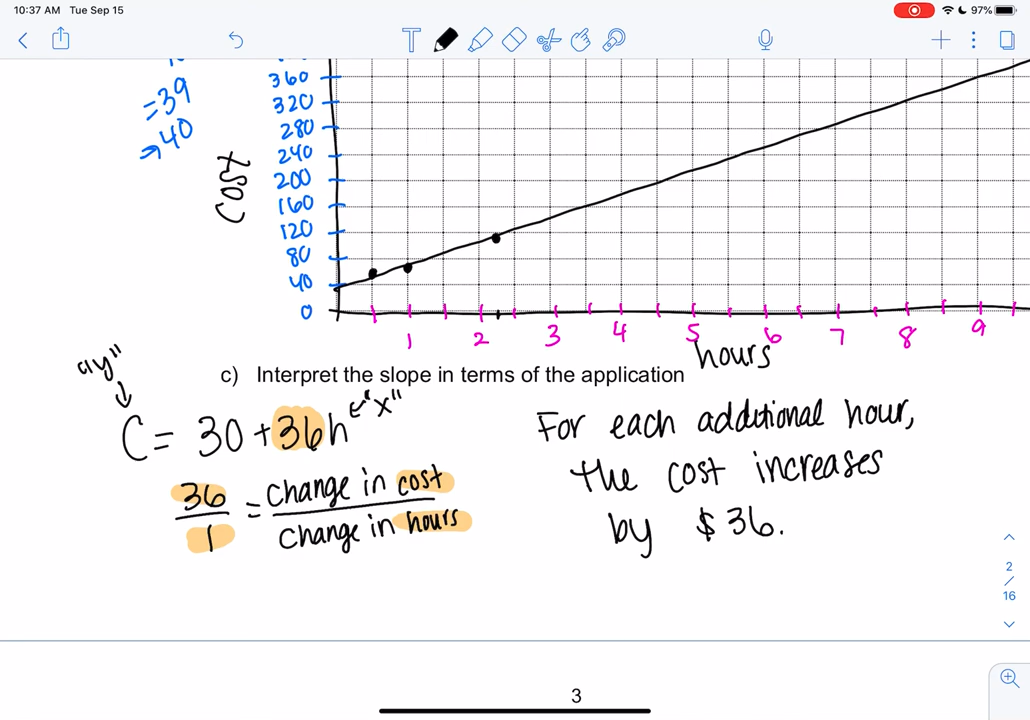 10:37 AM Tue Sep 15
97%
T
=39
→40
360
320
280
240
200
160
120
80
40
0
Cost
1 2 3 4 5 6 7 8 9
hours
c) Interpret the slope in terms of the application
"y"
C = 30 + 36h ← "x"
36/1 = change in cost/change in hours
For each additional hour,
the cost increases
by $36.
2
/
16
3